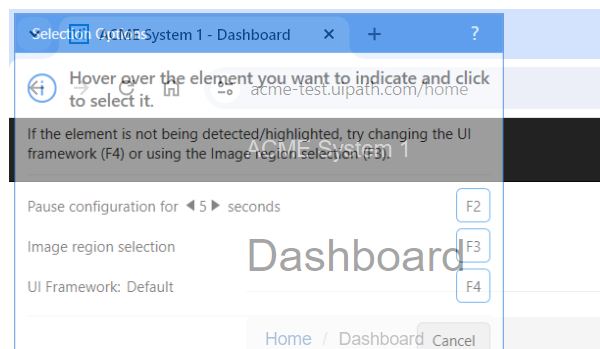 Selection Options
ACME System 1 - Dashboard
?
Hover over the element you want to indicate and click
to select it.
acme-test.uipath.com/home
If the element is not being detected/highlighted, try changing the UI
framework (F4) or using the Image region selection (F3).
ACME System 1
Pause configuration for 5 seconds F2
Image region selection F3
Dashboard
UI Framework: Default F4
Home / Dashboard
Cancel